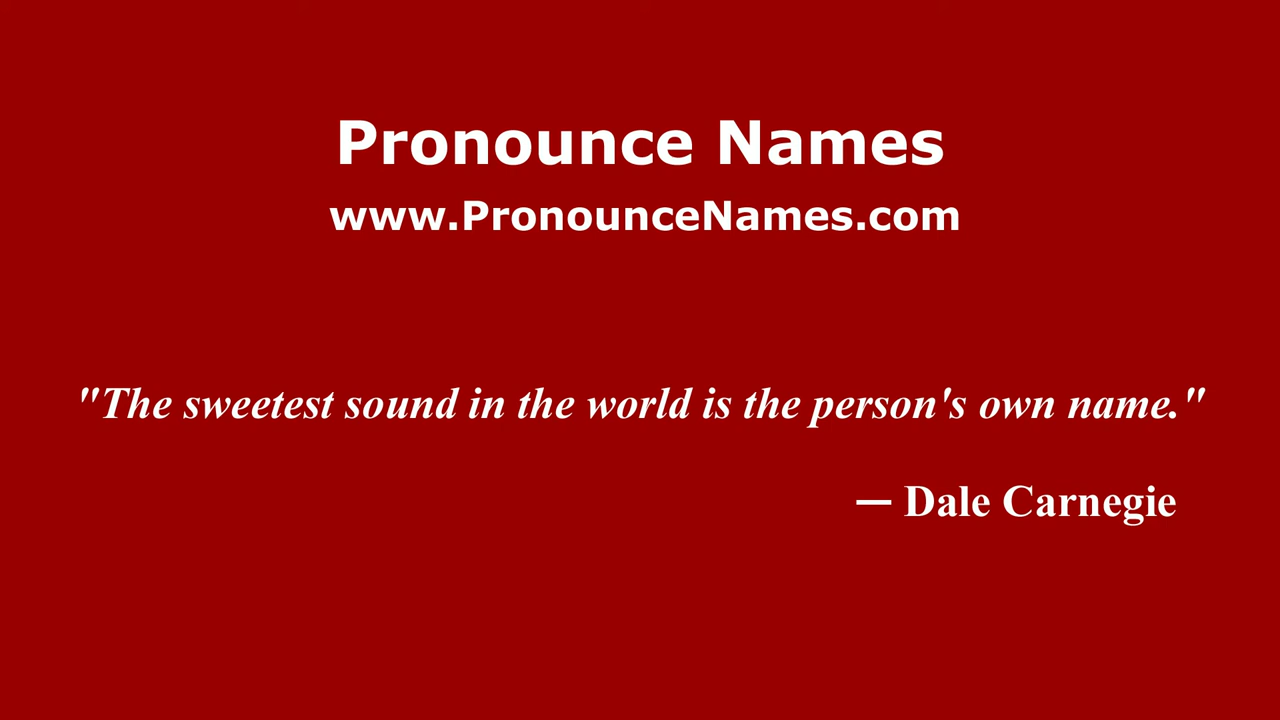 Pronounce Names
www.PronounceNames.com
"The sweetest sound in the world is the person's own name."
— Dale Carnegie